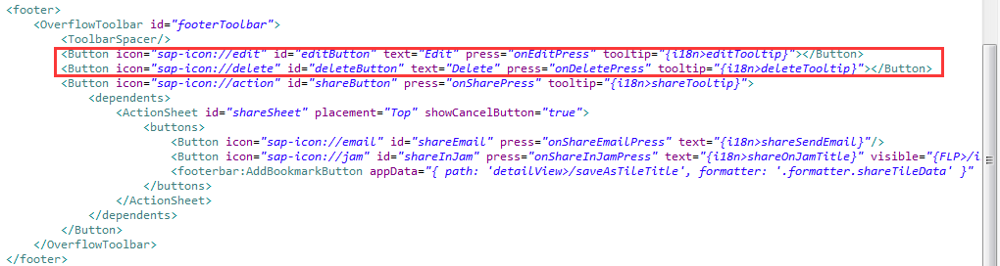 <footer>
<OverflowToolbar id="footerToolbar">
<ToolbarSpacer/>
<Button icon="sap-icon://edit" id="editButton" text="Edit" press="onEditPress" tooltip="{i18n>editTooltip}"></Button>
<Button icon="sap-icon://delete" id="deleteButton" text="Delete" press="onDeletePress" tooltip="{i18n>deleteTooltip}"></Button>
<Button icon="sap-icon://action" id="shareButton" press="onSharePress" tooltip="{i18n>shareTooltip}">
<dependents>
<ActionSheet id="shareSheet" placement="Top" showCancelButton="true">
<buttons>
<Button icon="sap-icon://email" id="shareEmail" press="onShareEmailPress" text="{i18n>shareSendEmail}"/>
<Button icon="sap-icon://jam" id="shareInJam" press="onShareInJamPress" text="{i18n>shareOnJamTitle}" visible="{FLP>/i
<footerbar:AddBookmarkButton appData="{ path: 'detailView>/saveAsTileTitle', formatter: '.formatter.shareTileData' }"
</buttons>
</ActionSheet>
</dependents>
</Button>
</OverflowToolbar>
</footer>